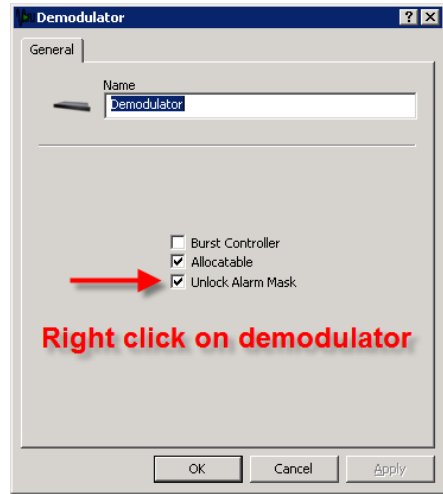 Demodulator
General
Name
Demodulator
Burst Controller
Allocatable
Unlock Alarm Mask
Right click on demodulator
OK Cancel Apply